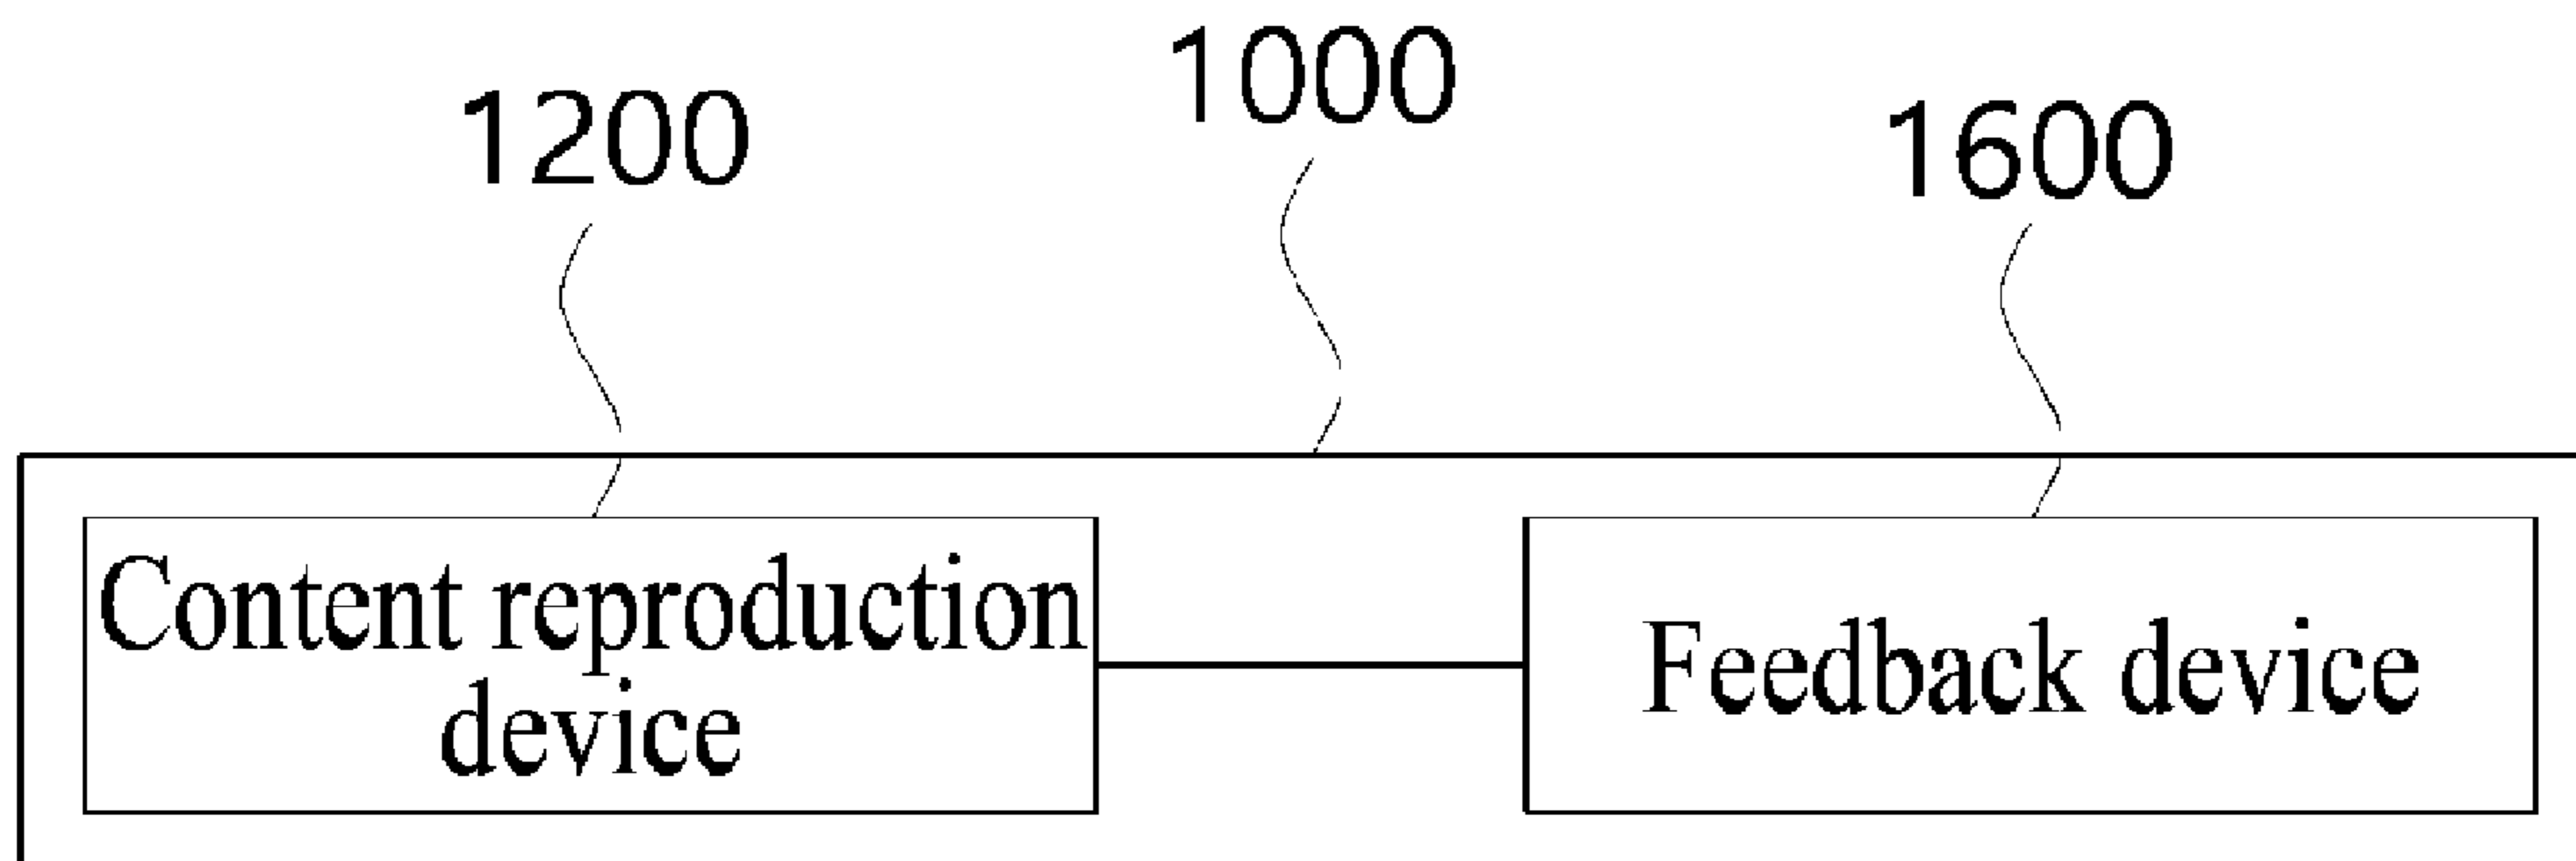 1000
1200
1600
Content reproduction
device
Feedback device